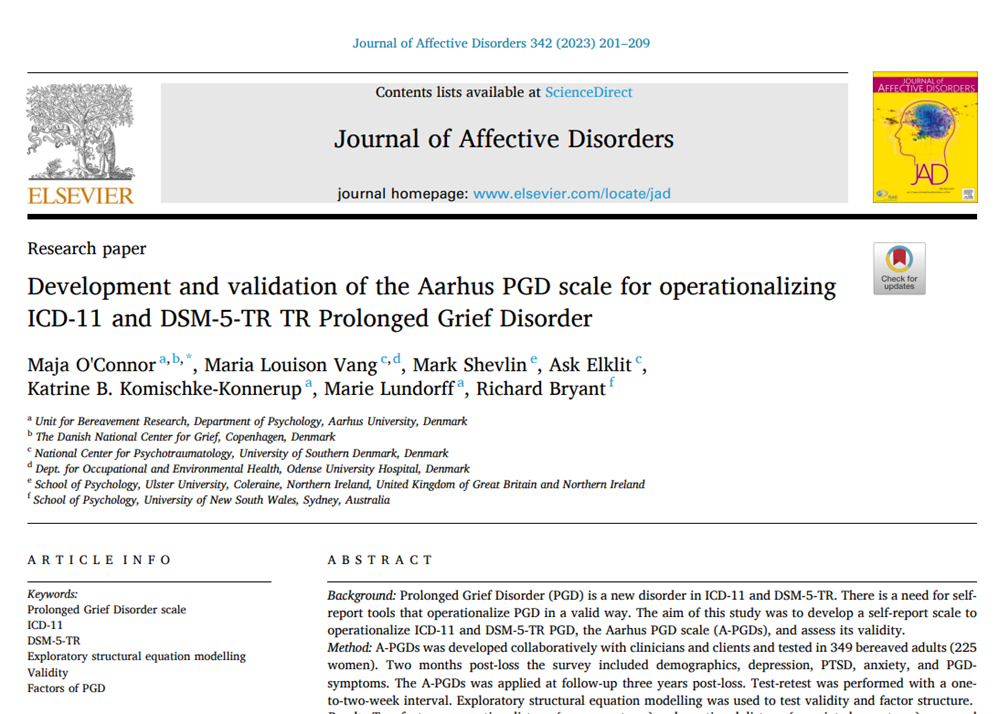 Journal of Affective Disorders 342 (2023) 201–209
Contents lists available at ScienceDirect
Journal of Affective Disorders
journal homepage: www.elsevier.com/locate/jad
ELSEVIER
JOURNAL of
AFFECTIVE DISORDERS
JAD
Research paper
Check for
updates
Development and validation of the Aarhus PGD scale for operationalizing
ICD-11 and DSM-5-TR TR Prolonged Grief Disorder
Maja O'Connor a,b,*, Maria Louison Vang c,d, Mark Shevlin e, Ask Elklit c,
Katrine B. Komischke-Konnerup a, Marie Lundorff a, Richard Bryant f
a Unit for Bereavement Research, Department of Psychology, Aarhus University, Denmark
b The Danish National Center for Grief, Copenhagen, Denmark
c National Center for Psychotraumatology, University of Southern Denmark, Denmark
d Dept. for Occupational and Environmental Health, Odense University Hospital, Denmark
e School of Psychology, Ulster University, Coleraine, Northern Ireland, United Kingdom of Great Britain and Northern Ireland
f School of Psychology, University of New South Wales, Sydney, Australia
ARTICLE INFO
Keywords:
Prolonged Grief Disorder scale
ICD-11
DSM-5-TR
Exploratory structural equation modelling
Validity
Factors of PGD
ABSTRACT
Background: Prolonged Grief Disorder (PGD) is a new disorder in ICD-11 and DSM-5-TR. There is a need for self-
report tools that operationalize PGD in a valid way. The aim of this study was to develop a self-report scale to
operationalize ICD-11 and DSM-5-TR PGD, the Aarhus PGD scale (A-PGDs), and assess its validity.
Method: A-PGDs was developed collaboratively with clinicians and clients and tested in 349 bereaved adults (225
women). Two months post-loss the survey included demographics, depression, PTSD, anxiety, and PGD-
symptoms. The A-PGDs was applied at follow-up three years post-loss. Test-retest was performed with a one-
to-two-week interval. Exploratory structural equation modelling was used to test validity and factor structure.